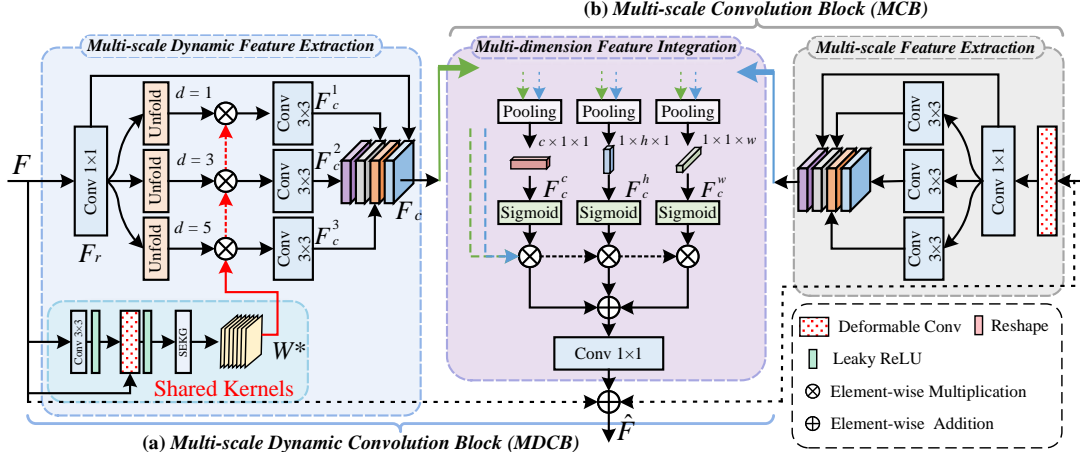 (b) Multi-scale Convolution Block (MCB)
Multi-scale Dynamic Feature Extraction
Multi-dimension Feature Integration
Multi-scale Feature Extraction
F
Conv 1×1
F_r
Unfold
d = 1
Conv 3×3
F_c^1
Unfold
d = 3
Conv 3×3
F_c^2
Unfold
d = 5
Conv 3×3
F_c^3
F_c
Conv 3×3
SEKG
W*
Shared Kernels
Pooling
Pooling
Pooling
c × 1 × 1
1 × h × 1
1 × 1 × w
F_c^c
F_c^h
F_c^w
Sigmoid
Sigmoid
Sigmoid
Conv 1×1
F̂
Conv 3×3
Conv 3×3
Conv 3×3
Conv 1×1
Deformable Conv
Reshape
Leaky ReLU
Element-wise Multiplication
Element-wise Addition
(a) Multi-scale Dynamic Convolution Block (MDCB)